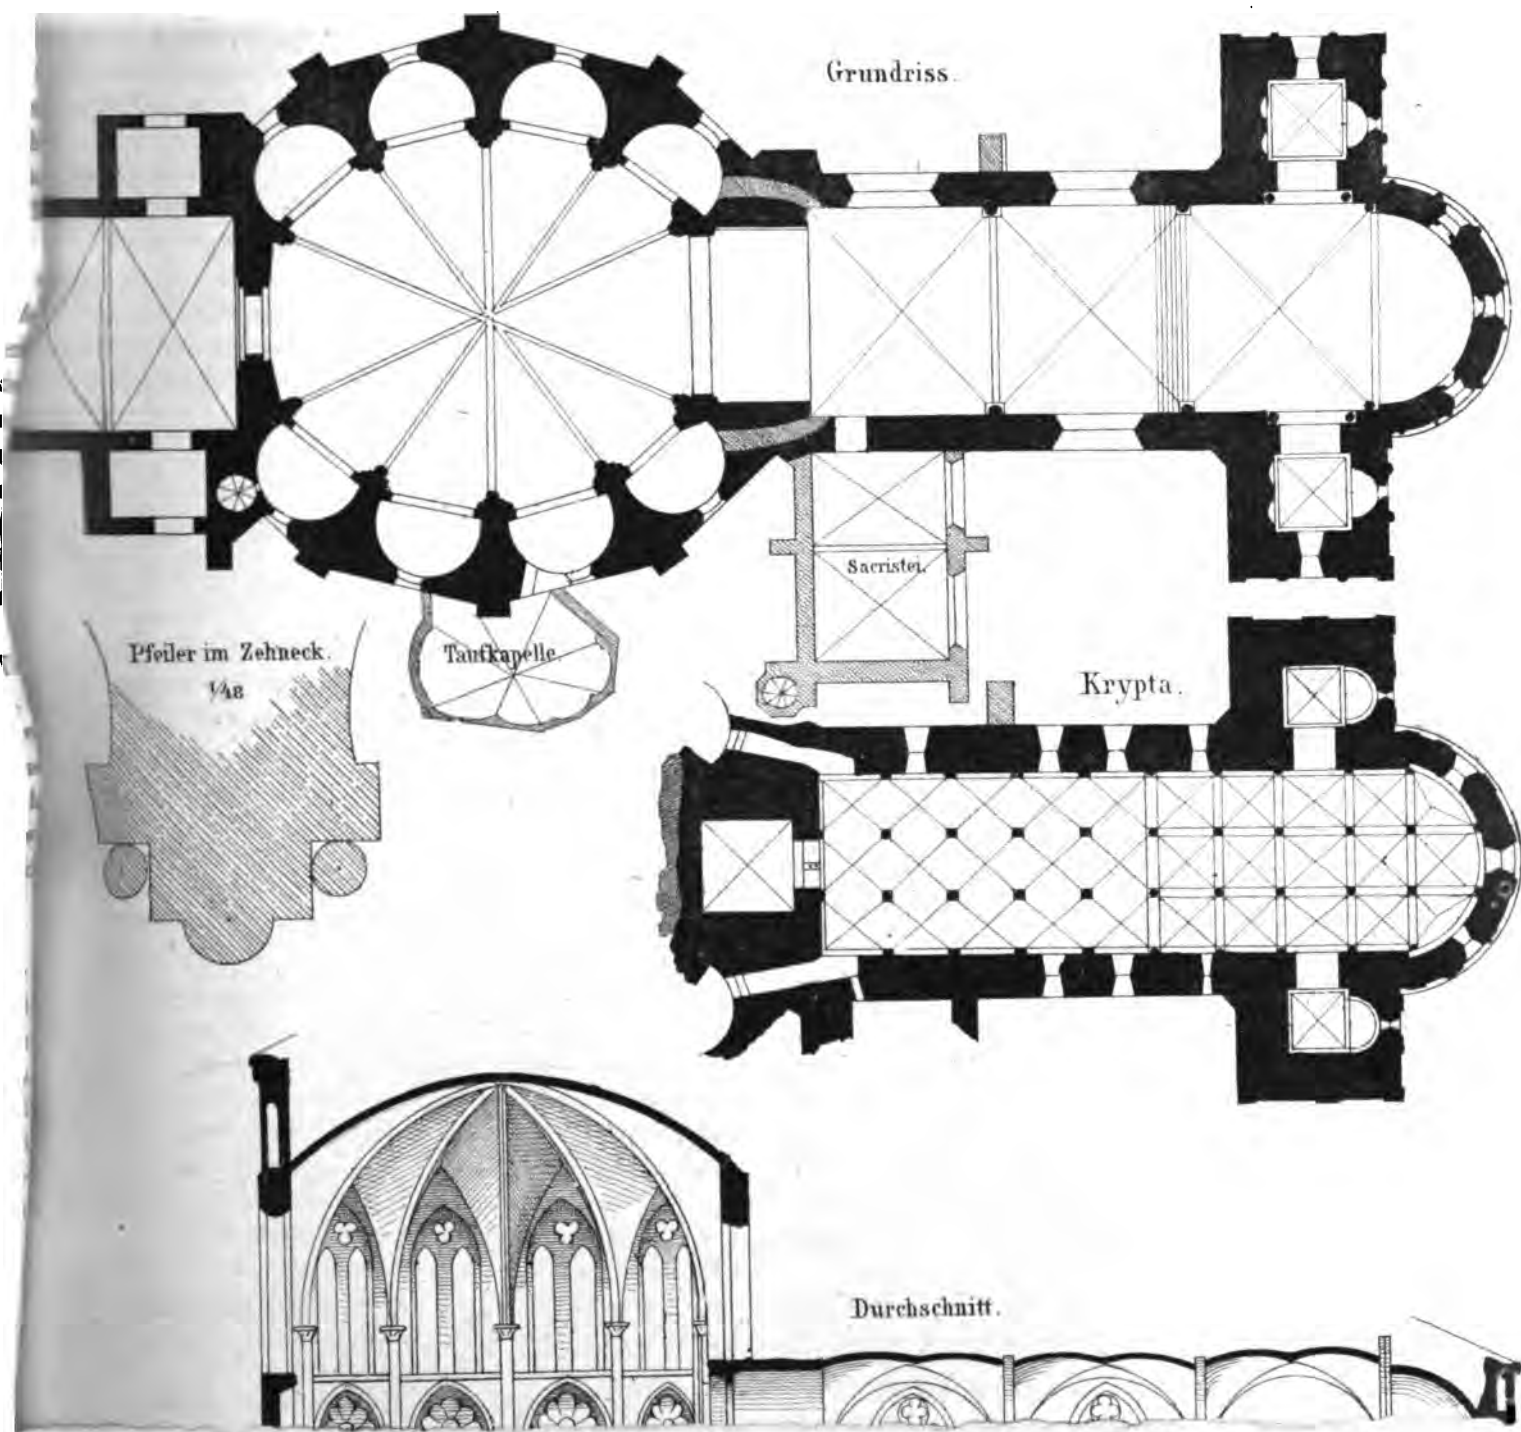 Grundriss.
Sacristei.
Pfeiler im Zehneck.
1/48
Taufkapelle.
Krypta.
Durchschnitt.